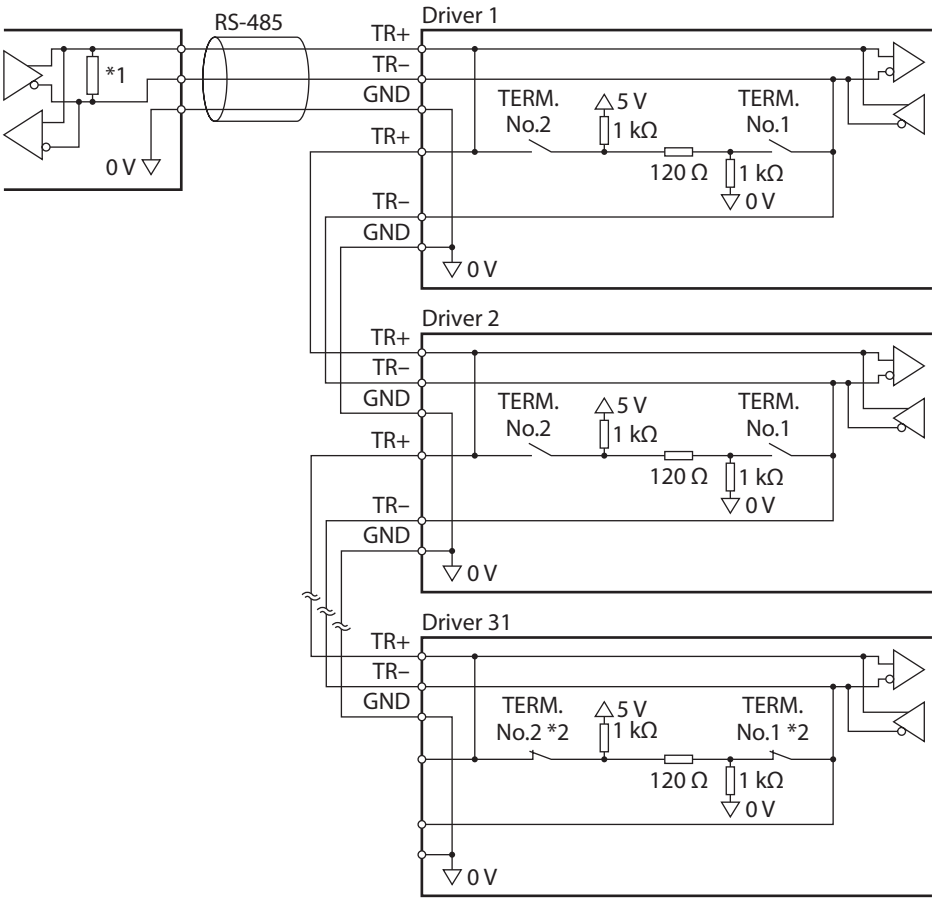 RS-485
*1
0 V
Driver 1
TR+
TR–
GND
TR+
TR–
GND
TERM.
No.2
5 V
1 kΩ
120 Ω
TERM.
No.1
1 kΩ
0 V
0 V
Driver 2
TR+
TR–
GND
TR+
TR–
GND
TERM.
No.2
5 V
1 kΩ
120 Ω
TERM.
No.1
1 kΩ
0 V
0 V
Driver 31
TR+
TR–
GND
TERM.
No.2 *2
5 V
1 kΩ
120 Ω
TERM.
No.1 *2
1 kΩ
0 V
0 V